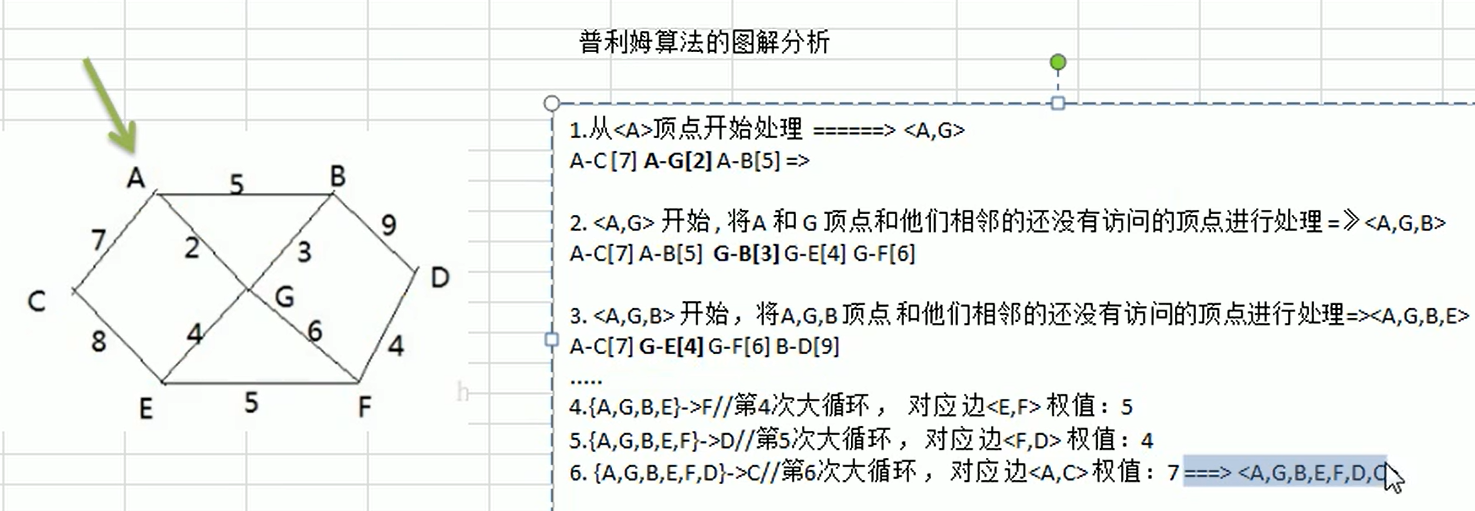 普利姆算法的图解分析
1.从<A>顶点开始处理 ======> <A,G>
A-C [7] A-G[2] A-B[5] =>
2. <A,G> 开始 , 将A 和 G 顶点和他们相邻的还没有访问的顶点进行处理 =》<A,G,B>
A-C[7] A-B[5] G-B[3] G-E[4] G-F[6]
3. <A,G,B> 开始，将A,G,B 顶点 和他们相邻的还没有访问的顶点进行处理=><A,G,B,E>
A-C[7] G-E[4] G-F[6] B-D[9]
.....
4.{A,G,B,E}->F//第4次大循环 ， 对应 边<E,F> 权值：5
5.{A,G,B,E,F}->D//第5次大循环 ，对应边<F,D> 权值：4
6. {A,G,B,E,F,D}->C//第6次大循环 ，对应边<A,C> 权值：7 ===> <A,G,B,E,F,D,C
A
5
B
7
2
3
9
C
G
D
8
4
6
4
E
5
F
h